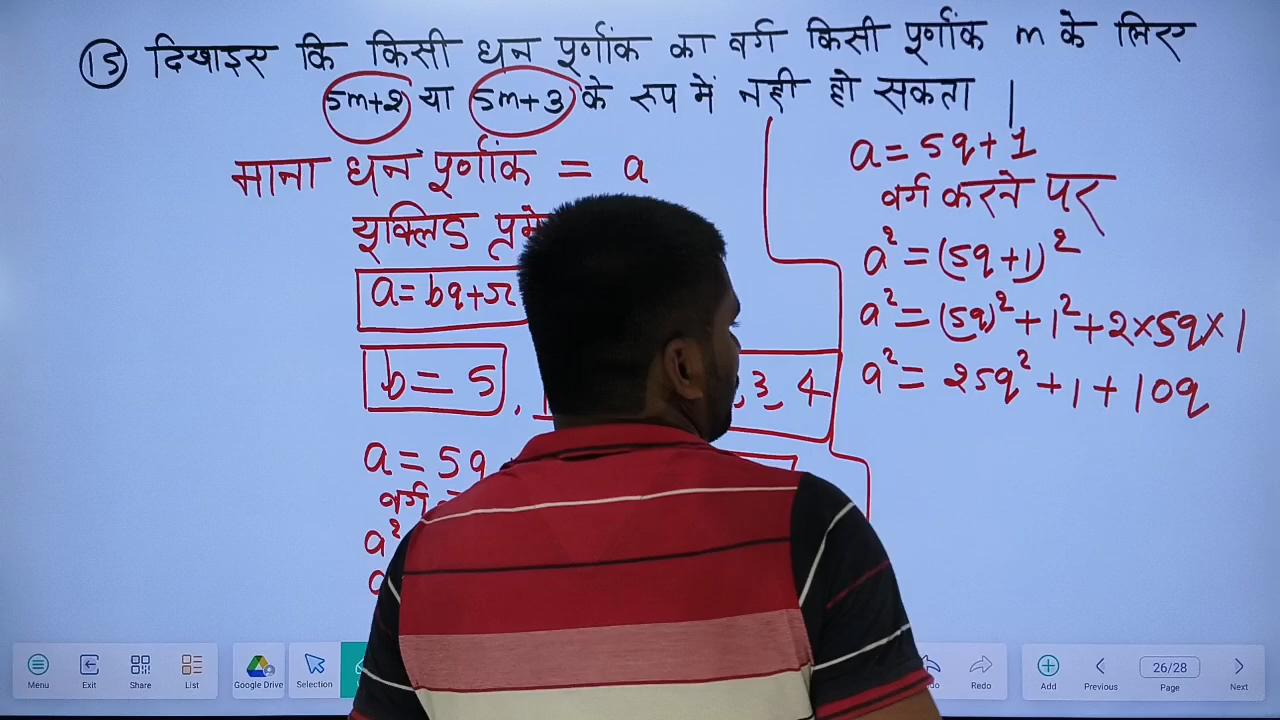 15 दिखाइए कि किसी धन पूर्णांक का वर्ग किसी पूर्णांक m के लिए
5m+2 या 5m+3 के रुप में नही हो सकता |
माना धन पूर्णांक = a
यूक्लिड
a = bq+r
b = 5, 3, 4
a = 5q
वर्ग
a²
a = 5q+1
वर्ग करने पर
a² = (5q+1)²
a² = (5q)² + 1² + 2×5q×1
a² = 25q² + 1 + 10q
Menu
Exit
Share
List
Google Drive
Selection
Redo
Add
Previous
26/28
Page
Next